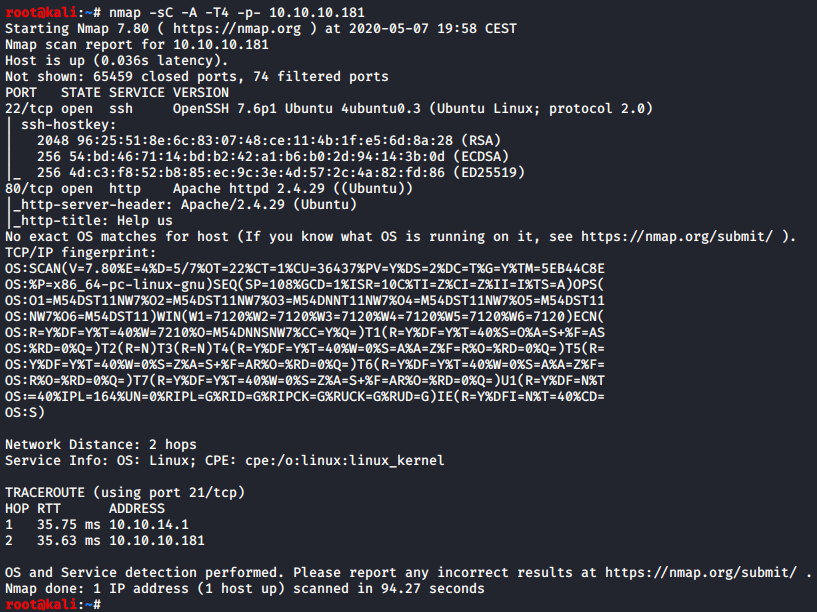 root@kali:~# nmap -sC -A -T4 -p- 10.10.10.181
Starting Nmap 7.80 ( https://nmap.org ) at 2020-05-07 19:58 CEST
Nmap scan report for 10.10.10.181
Host is up (0.036s latency).
Not shown: 65459 closed ports, 74 filtered ports
PORT   STATE SERVICE VERSION
22/tcp open  ssh     OpenSSH 7.6p1 Ubuntu 4ubuntu0.3 (Ubuntu Linux; protocol 2.0)
| ssh-hostkey:
|   2048 96:25:51:8e:6c:83:07:48:ce:11:4b:1f:e5:6d:8a:28 (RSA)
|   256 54:bd:46:71:14:bd:b2:42:a1:b6:b0:2d:94:14:3b:0d (ECDSA)
|_  256 4d:c3:f8:52:b8:85:ec:9c:3e:4d:57:2c:4a:82:fd:86 (ED25519)
80/tcp open  http    Apache httpd 2.4.29 ((Ubuntu))
|_http-server-header: Apache/2.4.29 (Ubuntu)
|_http-title: Help us
No exact OS matches for host (If you know what OS is running on it, see https://nmap.org/submit/ ).
TCP/IP fingerprint:
OS:SCAN(V=7.80%E=4%D=5/7%OT=22%CT=1%CU=36437%PV=Y%DS=2%DC=T%G=Y%TM=5EB44C8E
OS:%P=x86_64-pc-linux-gnu)SEQ(SP=108%GCD=1%ISR=10C%TI=Z%CI=Z%II=I%TS=A)OPS(
OS:O1=M54DST11NW7%O2=M54DST11NW7%O3=M54DNNT11NW7%O4=M54DST11NW7%O5=M54DST11
OS:NW7%O6=M54DST11)WIN(W1=7120%W2=7120%W3=7120%W4=7120%W5=7120%W6=7120)ECN(
OS:R=Y%DF=Y%T=40%W=7210%O=M54DNNSNW7%CC=Y%Q=)T1(R=Y%DF=Y%T=40%S=O%A=S+%F=AS
OS:%RD=0%Q=)T2(R=N)T3(R=N)T4(R=Y%DF=Y%T=40%W=0%S=A%A=Z%F=R%O=%RD=0%Q=)T5(R=
OS:Y%DF=Y%T=40%W=0%S=Z%A=S+%F=AR%O=%RD=0%Q=)T6(R=Y%DF=Y%T=40%W=0%S=A%A=Z%F=
OS:R%O=%RD=0%Q=)T7(R=Y%DF=Y%T=40%W=0%S=Z%A=S+%F=AR%O=%RD=0%Q=)U1(R=Y%DF=N%T
OS:=40%IPL=164%UN=0%RIPL=G%RID=G%RIPCK=G%RUCK=G%RUD=G)IE(R=Y%DFI=N%T=40%CD=
OS:S)
Network Distance: 2 hops
Service Info: OS: Linux; CPE: cpe:/o:linux:linux_kernel
TRACEROUTE (using port 21/tcp)
HOP RTT      ADDRESS
1   35.75 ms 10.10.14.1
2   35.63 ms 10.10.10.181
OS and Service detection performed. Please report any incorrect results at https://nmap.org/submit/ .
Nmap done: 1 IP address (1 host up) scanned in 94.27 seconds
root@kali:~#